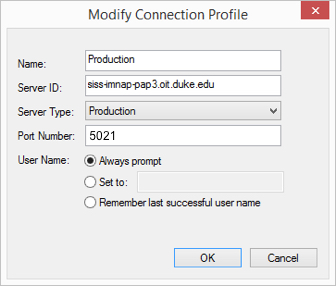 Modify Connection Profile
Name: Production
Server ID: siss-imnap-pap3.oit.duke.edu
Server Type: Production
Port Number: 5021
User Name: Always prompt
Set to:
Remember last successful user name
OK Cancel